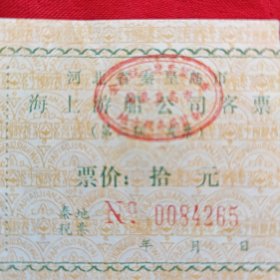 河北省秦皇岛市
海上游船公司客票
票价：拾 元
秦地
税票
№ 0084265
年 月 日